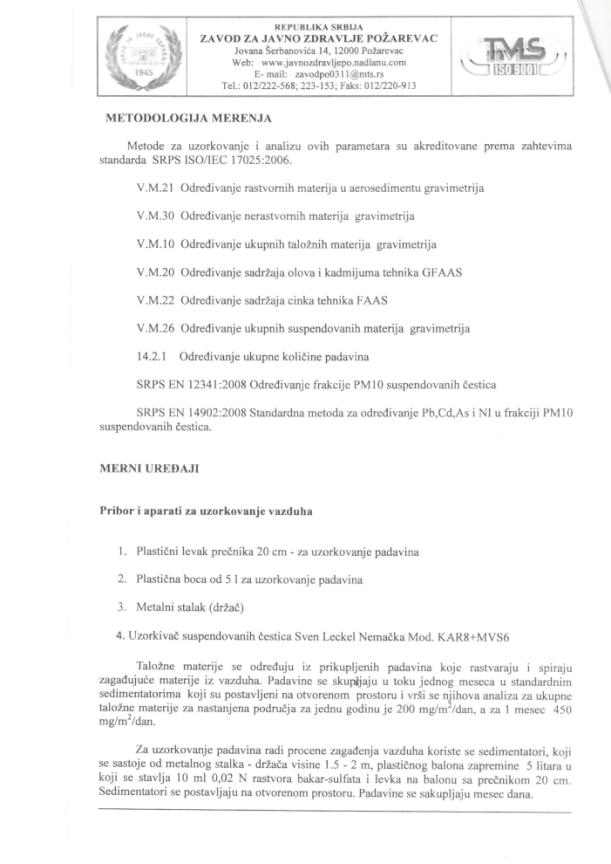 REPUBLIKA SRBIJA
ZAVOD ZA JAVNO ZDRAVLJE POŽAREVAC
Jovana Šerbanovića 14, 12000 Požarevac
Web: www.javnozdravljepo.nadlanu.com
E- mail: zavodpo0311@mts.rs
Tel.: 012/222-568; 223-153; Faks: 012/220-913
1945
TMS
ISO 9001
METODOLOGIJA MERENJA
Metode za uzorkovanje i analizu ovih parametara su akreditovane prema zahtevima
standarda SRPS ISO/IEC 17025:2006.
V.M.21 Određivanje rastvornih materija u aerosedimentu gravimetrija
V.M.30 Određivanje nerastvornih materija gravimetrija
V.M.10 Određivanje ukupnih taložnih materija gravimetrija
V.M.20 Određivanje sadržaja olova i kadmijuma tehnika GFAAS
V.M.22 Određivanje sadržaja cinka tehnika FAAS
V.M.26 Određivanje ukupnih suspendovanih materija gravimetrija
14.2.1 Određivanje ukupne količine padavina
SRPS EN 12341:2008 Određivanje frakcije PM10 suspendovanih čestica
SRPS EN 14902:2008 Standardna metoda za određivanje Pb,Cd,As i NI u frakciji PM10
suspendovanih čestica.
MERNI UREĐAJI
Pribor i aparati za uzorkovanje vazduha
1. Plastični levak prečnika 20 cm - za uzorkovanje padavina
2. Plastična boca od 5 l za uzorkovanje padavina
3. Metalni stalak (držač)
4. Uzorkivač suspendovanih čestica Sven Leckel Nemačka Mod. KAR8+MVS6
Taložne materije se određuju iz prikupljenih padavina koje rastvaraju i spiraju
zagađujuće materije iz vazduha. Padavine se skupljaju u toku jednog meseca u standardnim
sedimentatorima koji su postavljeni na otvorenom prostoru i vrši se njihova analiza za ukupne
taložne materije za nastanjena područja za jednu godinu je 200 mg/m²/dan, a za 1 mesec 450
mg/m²/dan.
Za uzorkovanje padavina radi procene zagađenja vazduha koriste se sedimentatori, koji
se sastoje od metalnog stalka - držača visine 1.5 - 2 m, plastičnog balona zapremine 5 litara u
koji se stavlja 10 ml 0,02 N rastvora bakar-sulfata i levka na balonu sa prečnikom 20 cm.
Sedimentatori se postavljaju na otvorenom prostoru. Padavine se sakupljaju mesec dana.